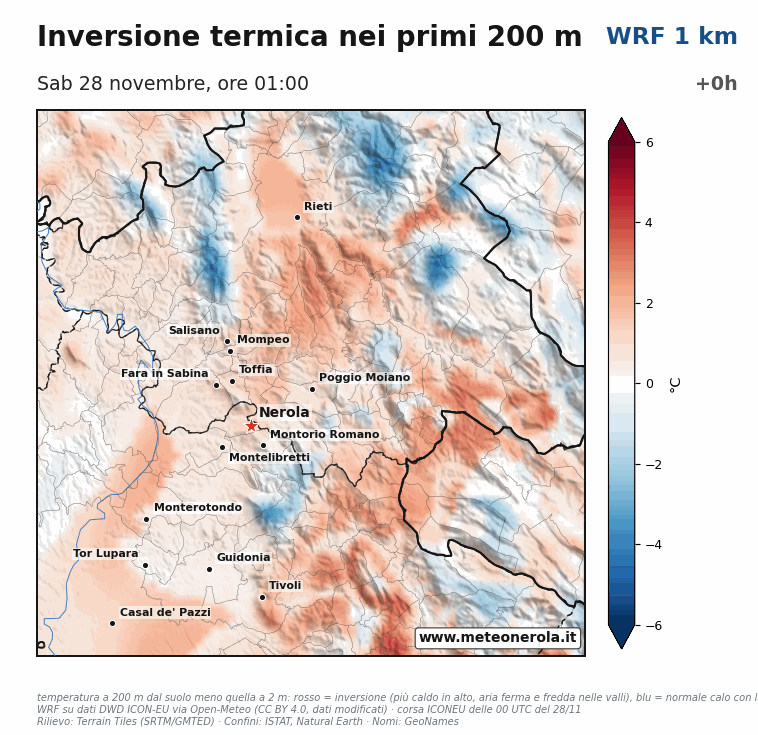 Inversione termica nei primi 200 m WRF 1 km
Sab 28 novembre, ore 01:00 +0h
Rieti
Salisano
Mompeo
Toffia
Fara in Sabina
Poggio Moiano
Nerola
Montorio Romano
Montelibretti
Monterotondo
Tor Lupara
Guidonia
Tivoli
Casal de' Pazzi
www.meteonerola.it
6
4
2
0
−2
−4
−6
°C
temperatura a 200 m dal suolo meno quella a 2 m: rosso = inversione (più caldo in alto, aria ferma e fredda nelle valli), blu = normale calo con l
WRF su dati DWD ICON-EU via Open-Meteo (CC BY 4.0, dati modificati) · corsa ICONEU delle 00 UTC del 28/11
Rilievo: Terrain Tiles (SRTM/GMTED) · Confini: ISTAT, Natural Earth · Nomi: GeoNames